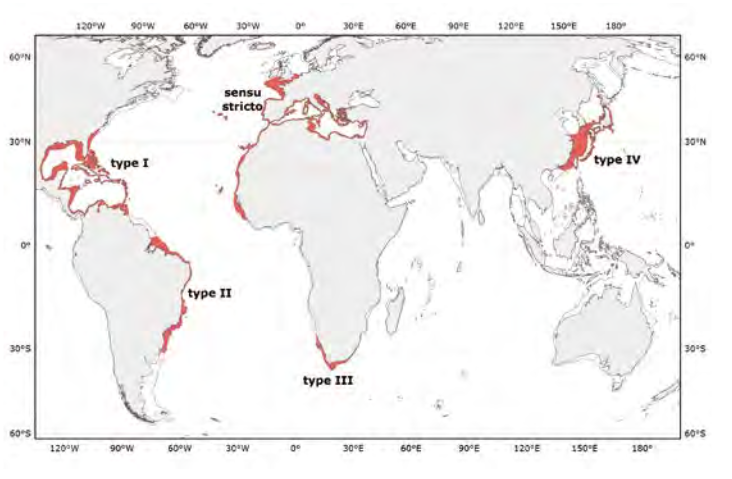 120°W 90°W 60°W 30°W 0° 30°E 60°E 90°E 120°E 150°E 180°
60°N 60°N
sensu
stricto
30°N 30°N
type I
type IV
0° 0°
type II
30°S 30°S
type III
60°S 60°S
120°W 90°W 60°W 30°W 0° 30°E 60°E 90°E 120°E 150°E 180°